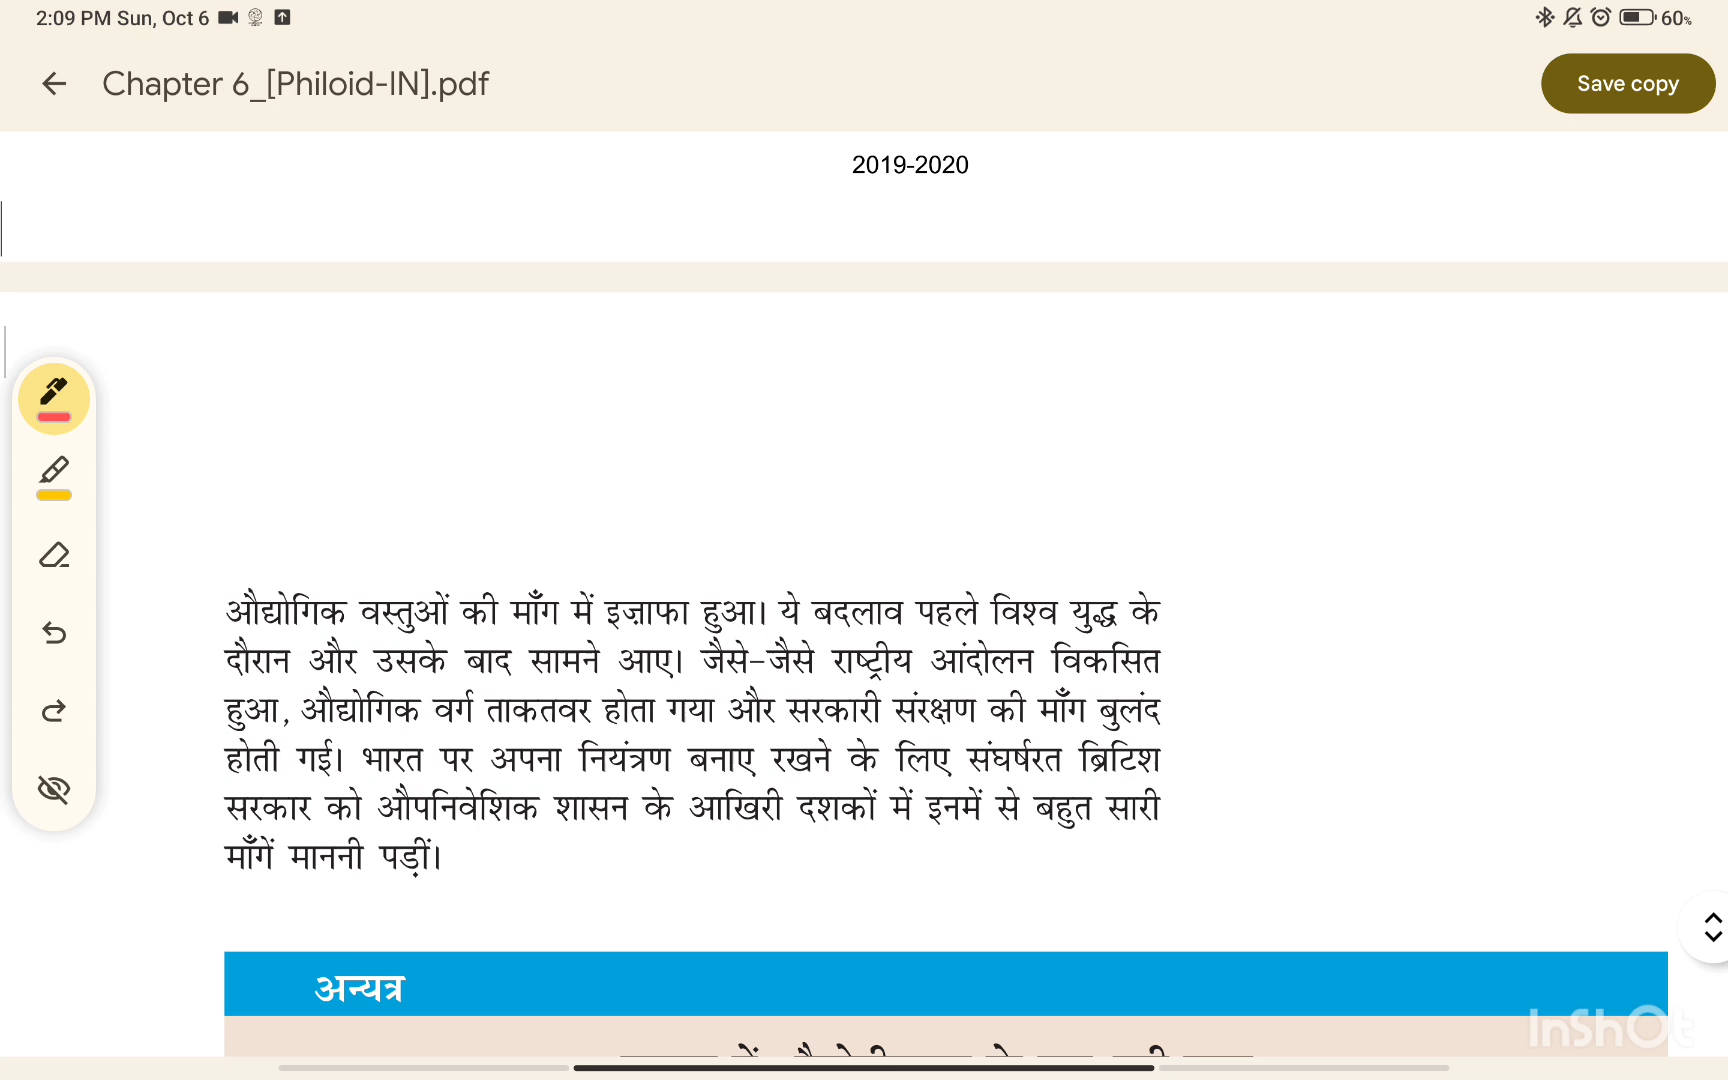 2:09 PM Sun, Oct 6
60%
Chapter 6_[Philoid-IN].pdf
Save copy
2019-2020
औद्योगिक वस्तुओं की माँग में इज़ाफा हुआ। ये बदलाव पहले विश्व युद्ध के
दौरान और उसके बाद सामने आए। जैसे-जैसे राष्ट्रीय आंदोलन विकसित
हुआ, औद्योगिक वर्ग ताकतवर होता गया और सरकारी संरक्षण की माँग बुलंद
होती गई। भारत पर अपना नियंत्रण बनाए रखने के लिए संघर्षरत ब्रिटिश
सरकार को औपनिवेशिक शासन के आखिरी दशकों में इनमें से बहुत सारी
माँगें माननी पड़ीं।
अन्यत्र
InShOt